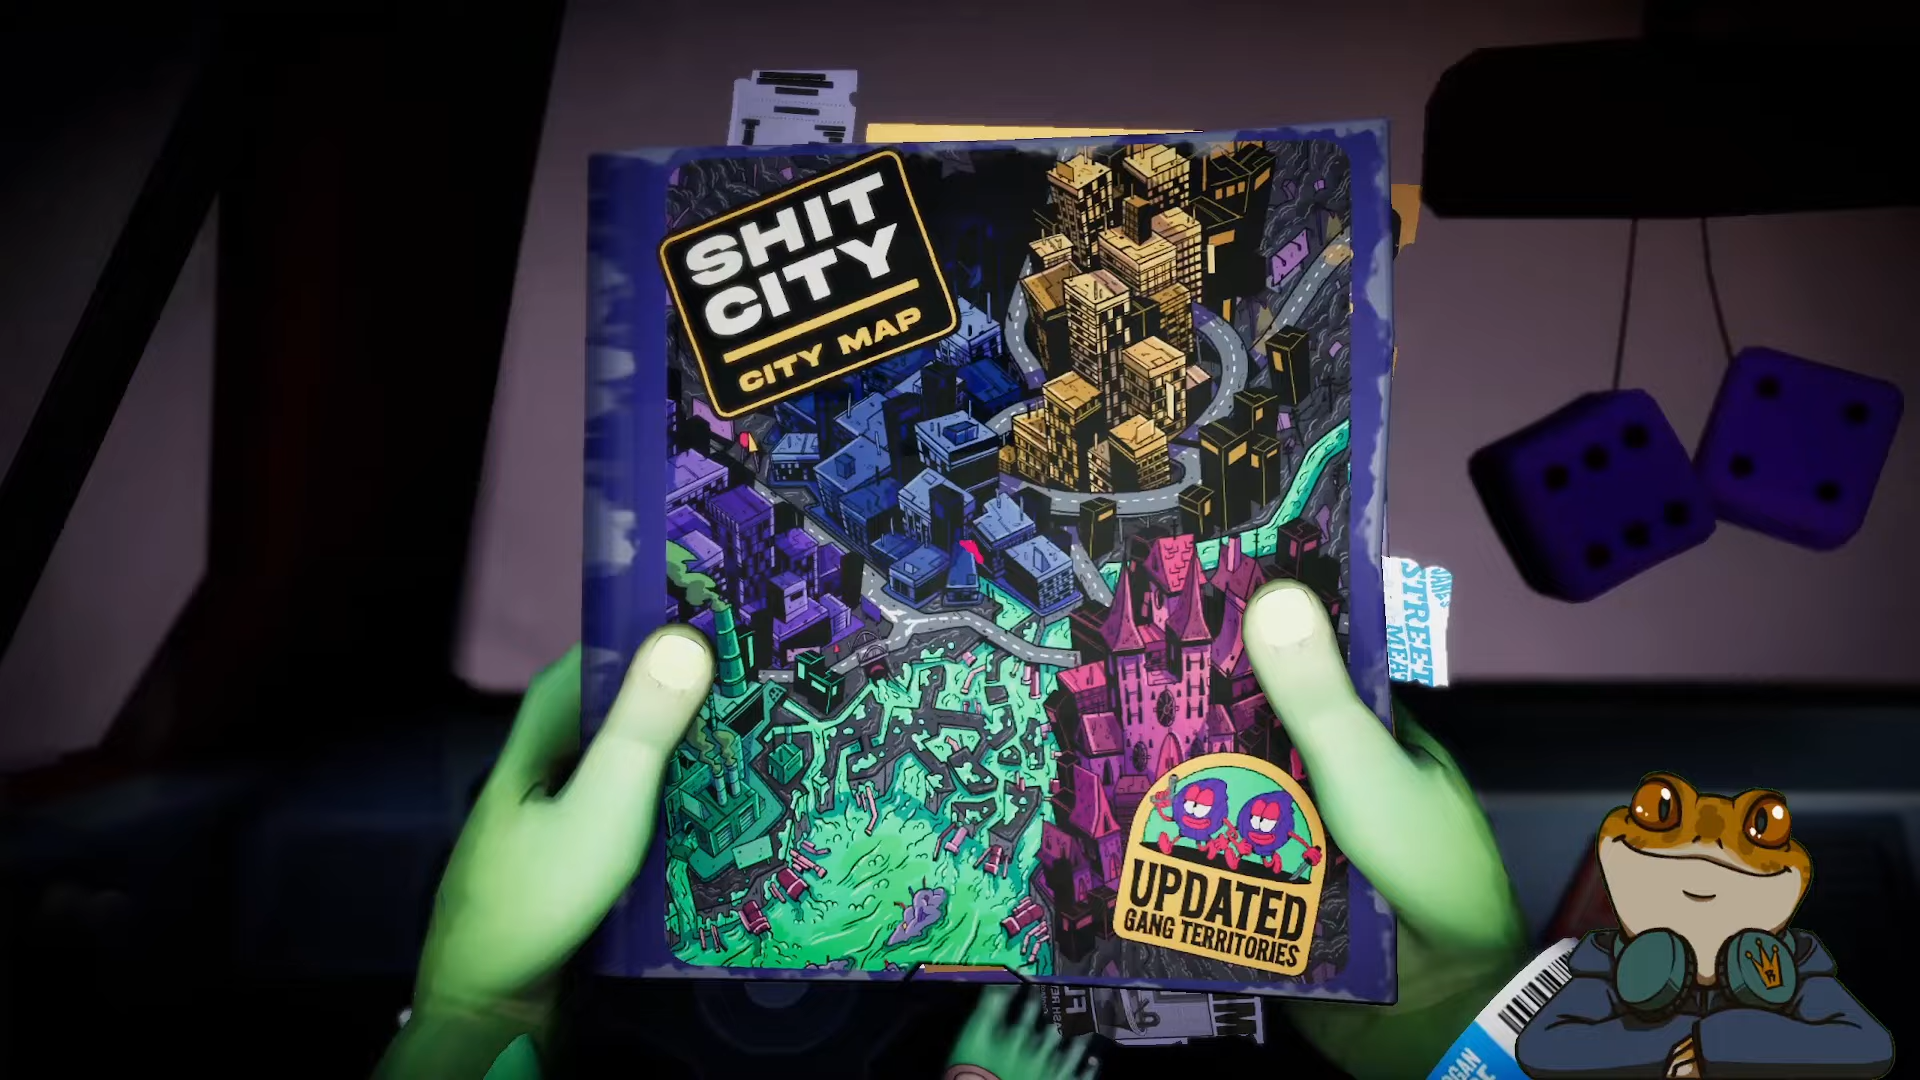 SHIT
CITY
CITY MAP
STREET
UPDATED
GANG TERRITORIES